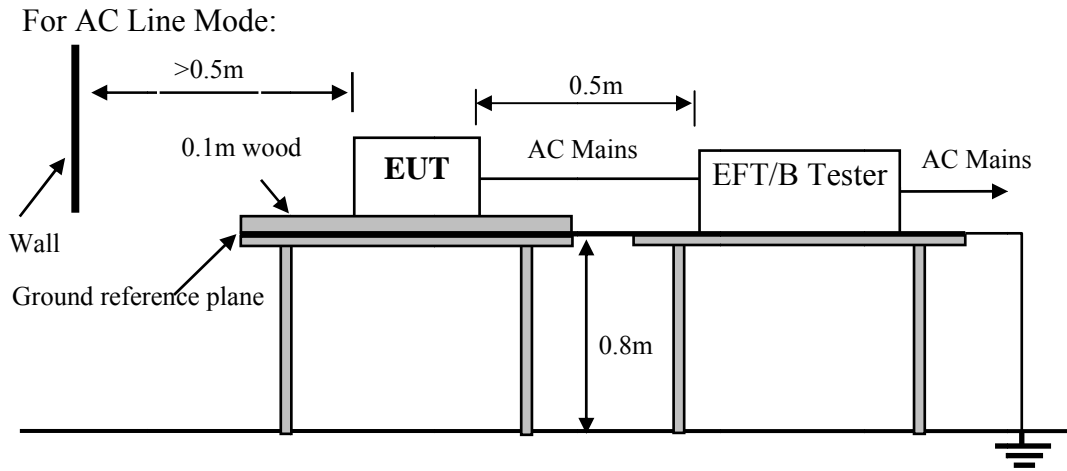 For AC Line Mode:
>0.5m
0.5m
0.1m wood
EUT
AC Mains
EFT/B Tester
AC Mains
Wall
Ground reference plane
0.8m